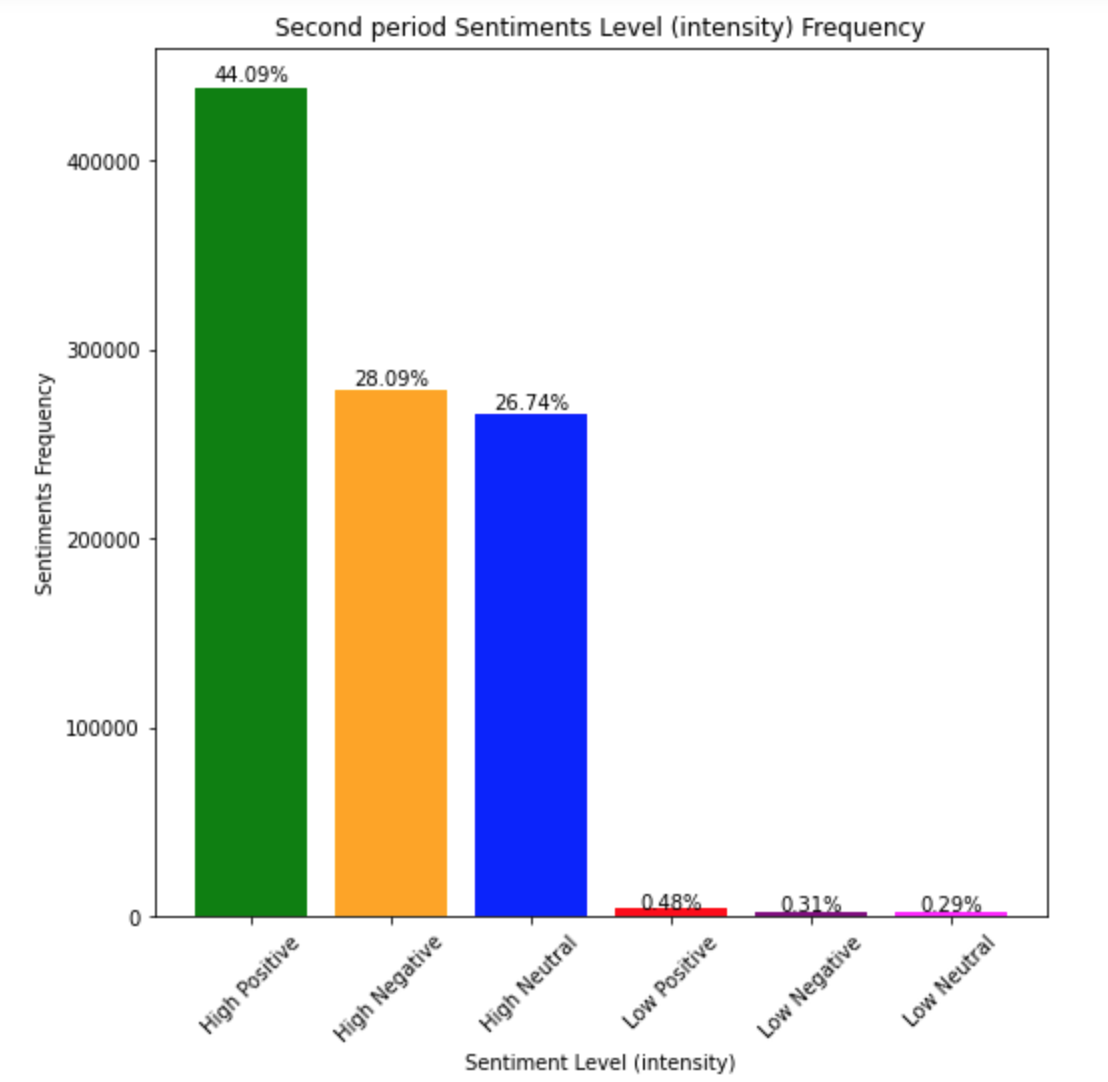 Second period Sentiments Level (intensity) Frequency
44.09%
28.09%
26.74%
0.48%
0.31%
0.29%
400000
300000
200000
100000
0
Sentiments Frequency
High Positive
High Negative
High Neutral
Low Positive
Low Negative
Low Neutral
Sentiment Level (intensity)